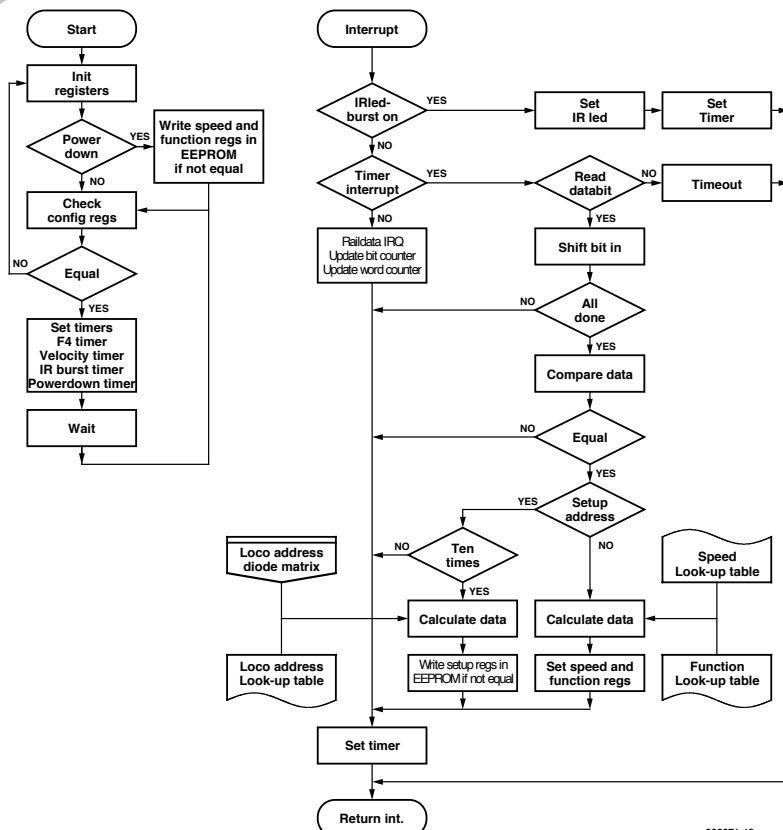 Start
Init
registers
Power
down
YES
NO
Write speed and
function regs in
EEPROM
if not equal
Check
config regs
Equal
NO
YES
Set timers
F4 timer
Velocity timer
IR burst timer
Powerdown timer
Wait
Interrupt
IRled-
burst on
YES
NO
Set
IR led
Set
Timer
Timer
interrupt
YES
NO
Read
databit
NO
YES
Timeout
Raildata IRQ
Update bit counter
Update word counter
Shift bit in
All
done
NO
YES
Compare data
Equal
NO
YES
Setup
address
YES
NO
Ten
times
NO
YES
Loco address
diode matrix
Speed
Look-up table
Calculate data
Calculate data
Loco address
Look-up table
Write setup regs in
EEPROM if not equal
Set speed and
function regs
Function
Look-up table
Set timer
Return int.